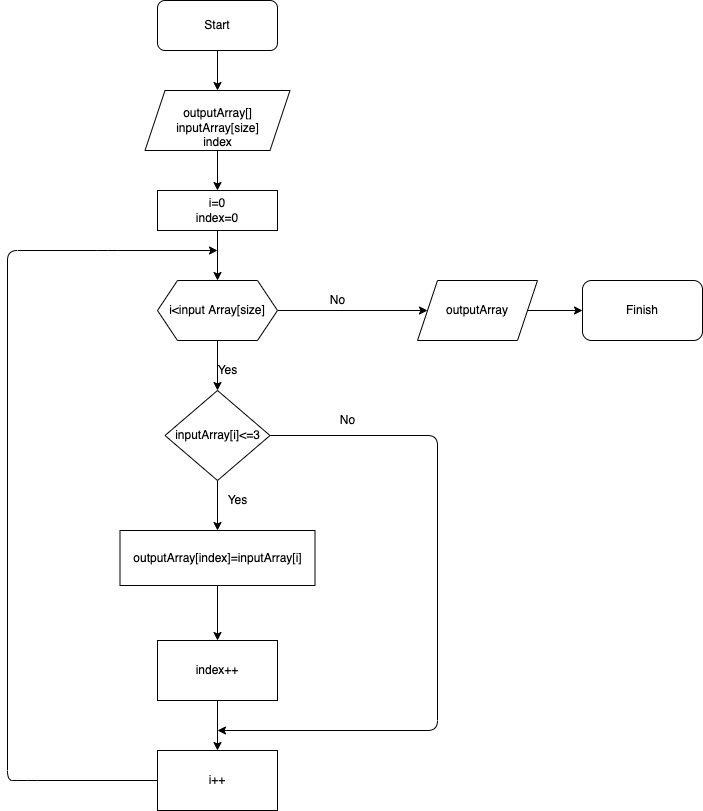 Start
outputArray[]
inputArray[size]
index
i=0
index=0
i<input Array[size]
No
outputArray
Finish
Yes
inputArray[i]<=3
No
Yes
outputArray[index]=inputArray[i]
index++
i++